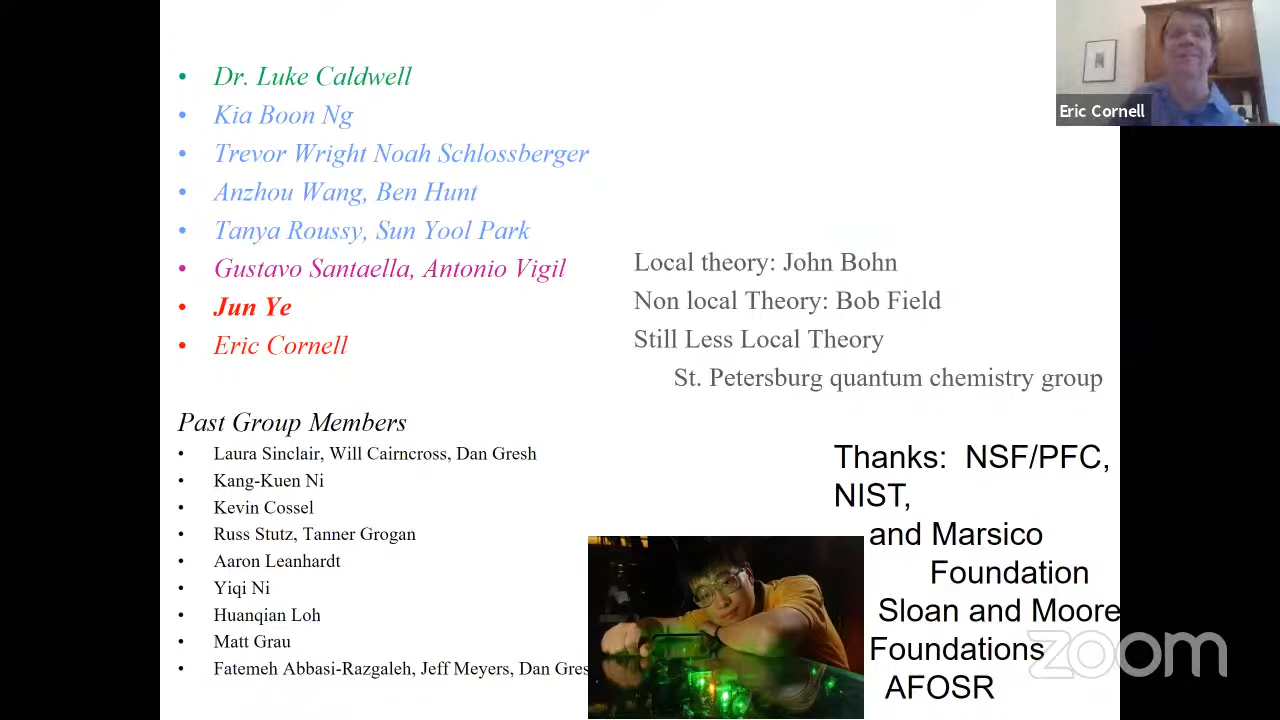 Dr. Luke Caldwell
Kia Boon Ng
Trevor Wright Noah Schlossberger
Anzhou Wang, Ben Hunt
Tanya Roussy, Sun Yool Park
Gustavo Santaella, Antonio Vigil
Jun Ye
Eric Cornell
Past Group Members
Laura Sinclair, Will Cairncross, Dan Gresh
Kang-Kuen Ni
Kevin Cossel
Russ Stutz, Tanner Grogan
Aaron Leanhardt
Yiqi Ni
Huanqian Loh
Matt Grau
Fatemeh Abbasi-Razgaleh, Jeff Meyers, Dan Gres
Local theory: John Bohn
Non local Theory: Bob Field
Still Less Local Theory
St. Petersburg quantum chemistry group
Thanks: NSF/PFC,
NIST,
and Marsico
Foundation
Sloan and Moore
Foundations
AFOSR
Eric Cornell
zoom